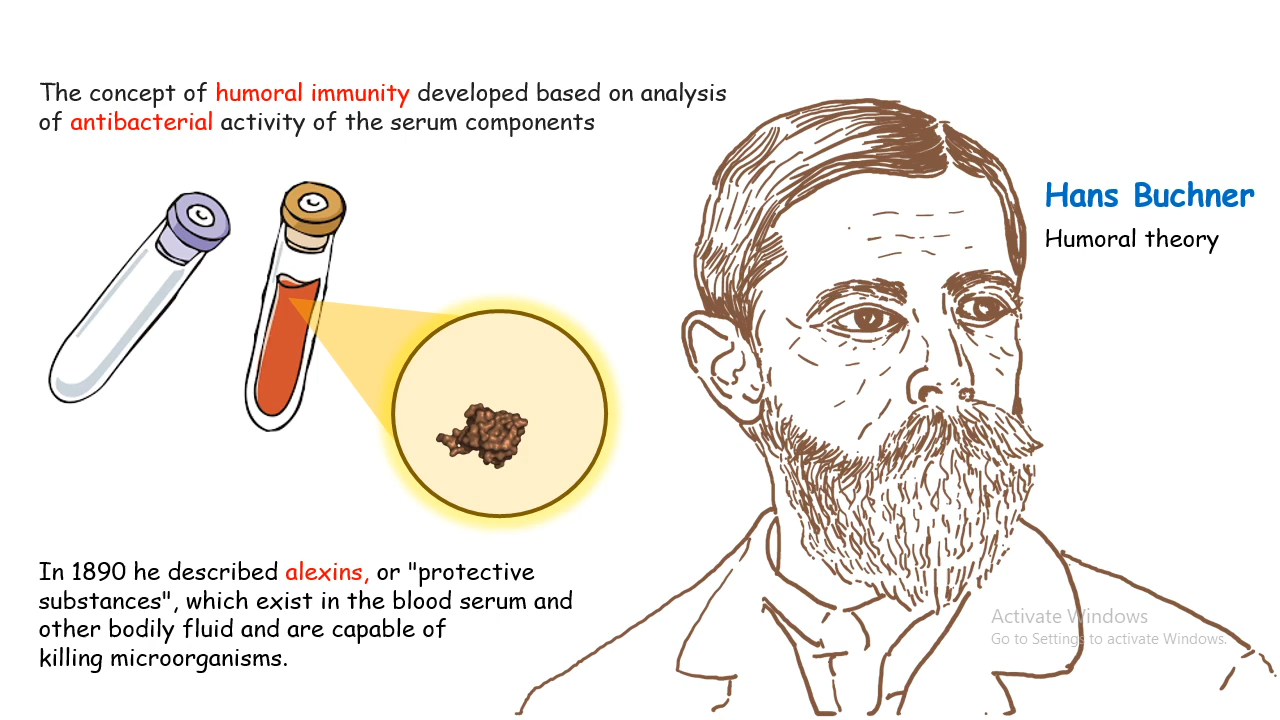 The concept of humoral immunity developed based on analysis
of antibacterial activity of the serum components
Hans Buchner
Humoral theory
In 1890 he described alexins, or "protective
substances", which exist in the blood serum and
other bodily fluid and are capable of
killing microorganisms.
Activate Windows
Go to Settings to activate Windows.